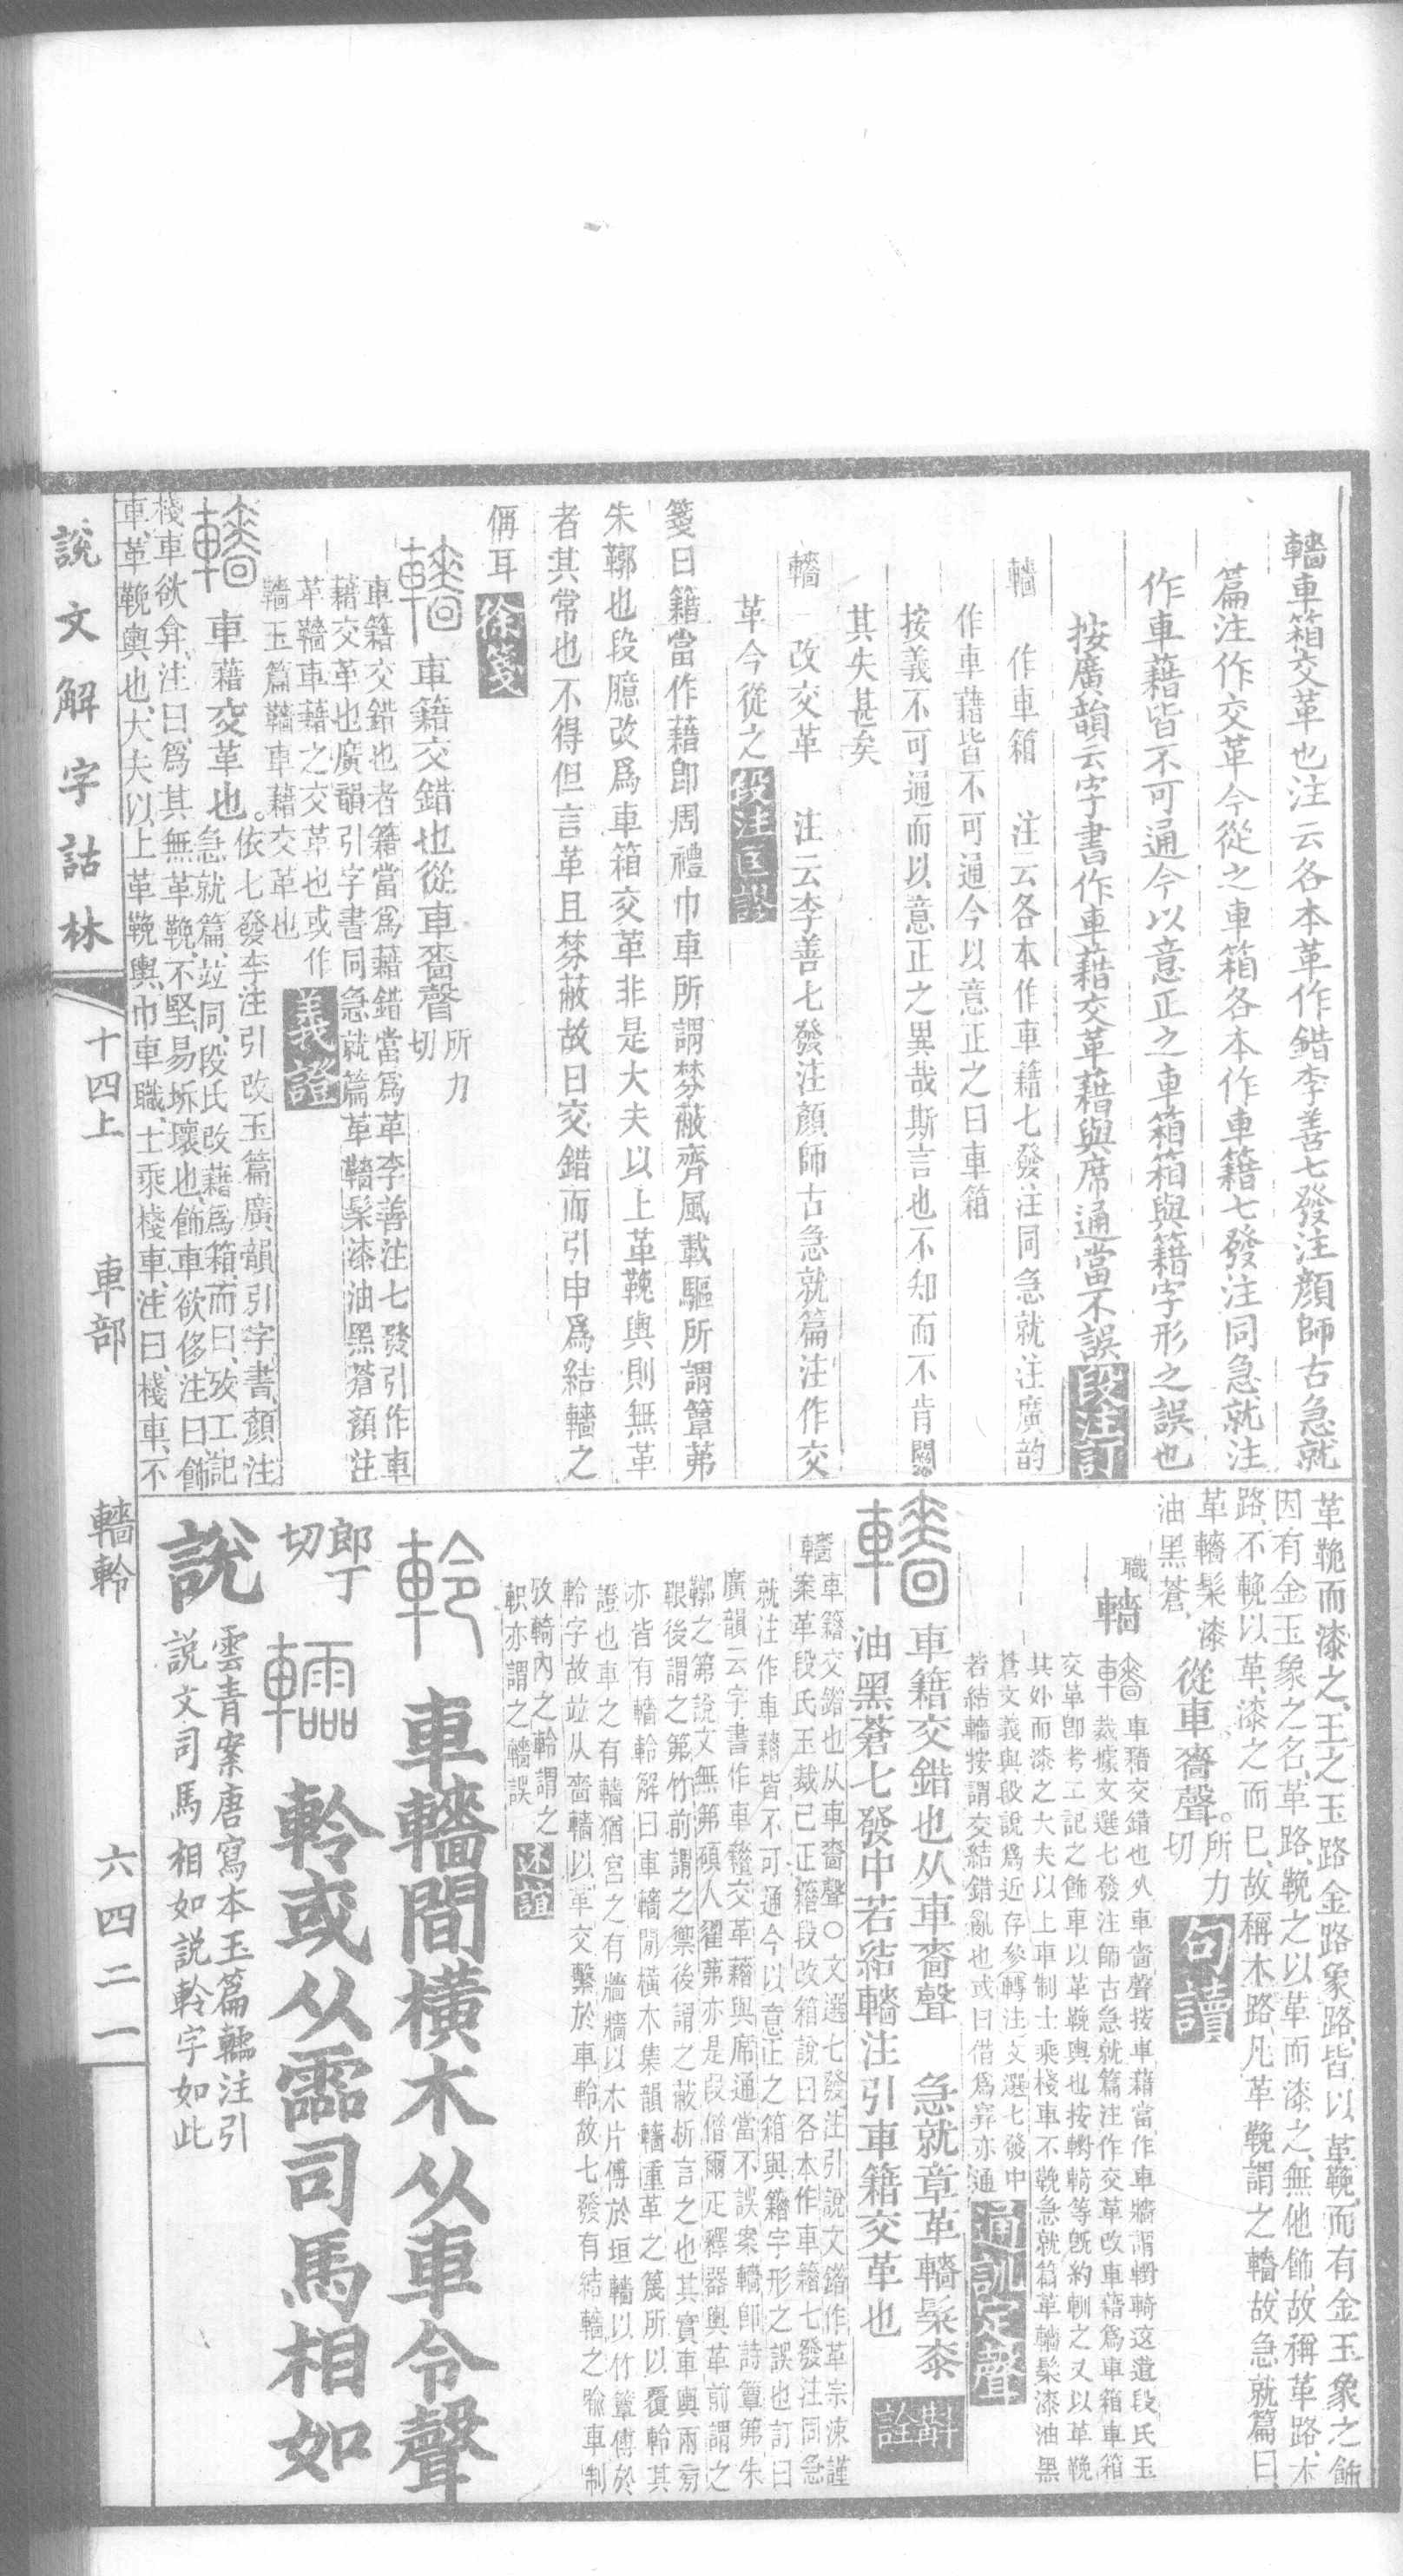 轖車箱交革也注云各本革作錯李善七發注顏師古急就
篇注作交革今從之車箱各本作車籍七發注同急就注
作車藉皆不可通今以意正之車箱箱與籍字形之誤也
按廣韻云字書作車藉交革藉與席通當不誤段注訂
轖 作車箱 注云各本作車籍七發注同急就注廣韵
作車藉皆不可通今以意正之曰車箱
按義不可通而以意正之異哉斯言也不知而不肯闕
其失甚矣
轖 改交革 注云李善七發注顏師古急就篇注作交
革今從之段注匡謬
箋曰籍當作藉卽周禮巾車所謂棼蔽齊風載驅所謂簟茀
朱鞹也段臆改爲車箱交革非是大夫以上革鞔輿則無革
者其常也不得但言革且棼蔽故曰交錯而引申爲結轖之
偁耳徐箋
轖車籍交錯也從車嗇聲所力切
車籍交錯也者籍當爲藉錯當爲革李善注七發引作車
藉交革也廣韻引字書同急就篇革轖髹漆油黑蒼顏注
革轖車藉之交革也或作
轖玉篇轖車藉交革也義證
轖車藉交革也。依七發李注引改玉篇廣韻引字書顏注
急就篇竝同段氏改藉爲箱而曰攷工記
棧車欲弇注曰爲其無革鞔不堅易坼壞也飾車欲侈注曰飾
車革鞔輿也大夫以上革鞔輿巾車職士乘棧車注曰棧車不
革鞔而漆之王之玉路金路象路皆以革鞔而有金玉象之飾
因有金玉象之名革路鞔之以革而漆之無他飾故稱革路木
路不鞔以革漆之而已故稱木路凡革鞔謂之轖故急就篇曰
革轖髹漆
油黑蒼從車嗇聲。所力切句讀
職轖轖車籍交錯也从車嗇聲按車藉當作車牆謂輢輢這遺段氏玉
裁據文選七發注師古急就篇注作交革改車藉爲車箱車箱
交革卽考工記之飾車以革鞔輿也按輢輢等旣約軹之又以革鞔
其外而漆之大夫以上車制士乘棧車不鞔急就篇革轖髹漆油黑
蒼文義與段說爲近存參轉注文選七發中
若結轖按謂交結錯亂也或曰借爲䍜亦通通訓定聲
轖車籍交錯也从車嗇聲 急就章革轖髹桼
油黑蒼七發中若結轖注引車籍交革也斠詮
轖車籍交錯也从車嗇聲○文選七發注引說文錯作革宗涑謹
案革段氏玉裁已正籍段改箱說曰各本作車籍七發注同急
就注作車藉皆不可通今以意正之箱與籍字形之誤也訂曰
廣韻云字書作車藉交革藉與席通當不誤案轖卽詩簟第朱
鞹之第說文無第碩人翟茀亦是段借爾疋釋器輿革前謂之
鞎後謂之第竹前謂之禦後謂之蔽析言之也其實車輿兩旁
亦皆有轖軨解曰車轖閒橫木集韻轖重革之篾所以覆軨其
證也車之有轖猶宮之有牆牆以木片傅於垣轖以竹簟傅於
軨字故竝从嗇轖以革交繫於車軨故七發有結轖之喩車制
攷輢內之軨謂之
軹亦謂之轖誤述誼
軨車轖間橫木从車令聲
郎丁切轜軨或从霝司馬相如
說雲青案唐寫本玉篇轜注引
說文司馬相如說軨字如此
說文解字詁林 十四上 車部 轖軨 六四二一